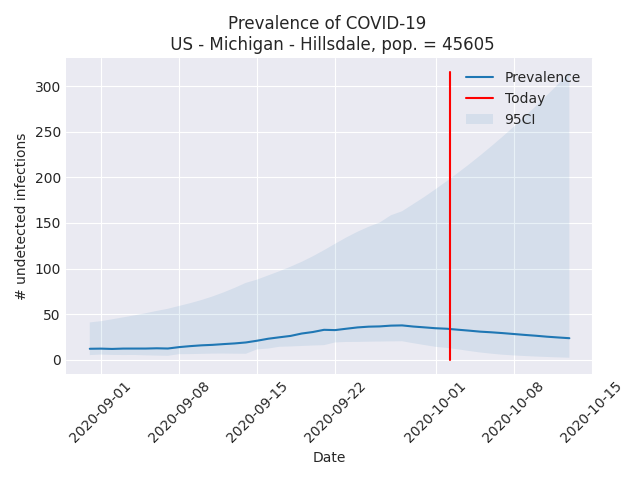 Prevalence of COVID-19
US - Michigan - Hillsdale, pop. = 45605
Prevalence
Today
95CI
300
250
200
150
100
50
0
# undetected infections
2020-09-01
2020-09-08
2020-09-15
2020-09-22
2020-10-01
2020-10-08
2020-10-15
Date